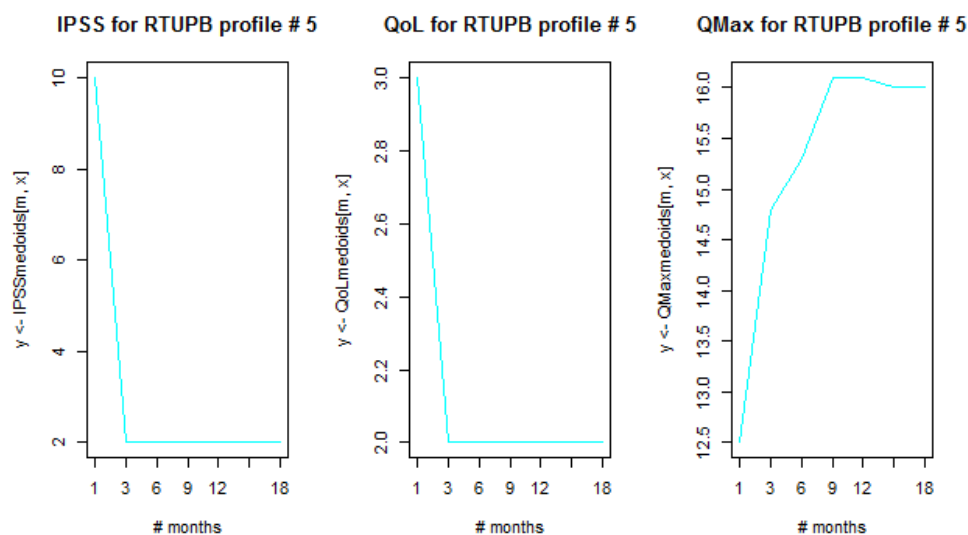 IPSS for RTUPB profile # 5
y <- IPSSmedoids[m, x]
10
8
6
4
2
1 3 6 9 12 18
# months
QoL for RTUPB profile # 5
y <- QoLmedoids[m, x]
3.0
2.8
2.6
2.4
2.2
2.0
1 3 6 9 12 18
# months
QMax for RTUPB profile # 5
y <- QMaxmedoids[m, x]
16.0
15.5
15.0
14.5
14.0
13.5
13.0
12.5
1 3 6 9 12 18
# months